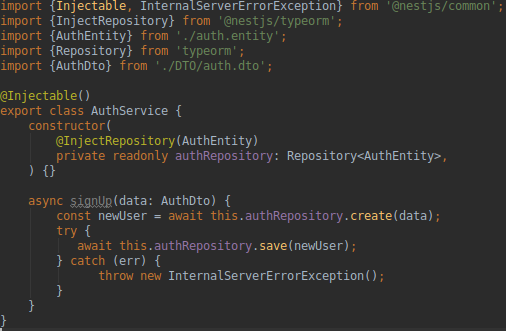 import {Injectable, InternalServerErrorException} from '@nestjs/common';
import {InjectRepository} from '@nestjs/typeorm';
import {AuthEntity} from './auth.entity';
import {Repository} from 'typeorm';
import {AuthDto} from './DTO/auth.dto';
@Injectable()
export class AuthService {
constructor(
@InjectRepository(AuthEntity)
private readonly authRepository: Repository<AuthEntity>,
) {}
async signUp(data: AuthDto) {
const newUser = await this.authRepository.create(data);
try {
await this.authRepository.save(newUser);
} catch (err) {
throw new InternalServerErrorException();
}
}
}